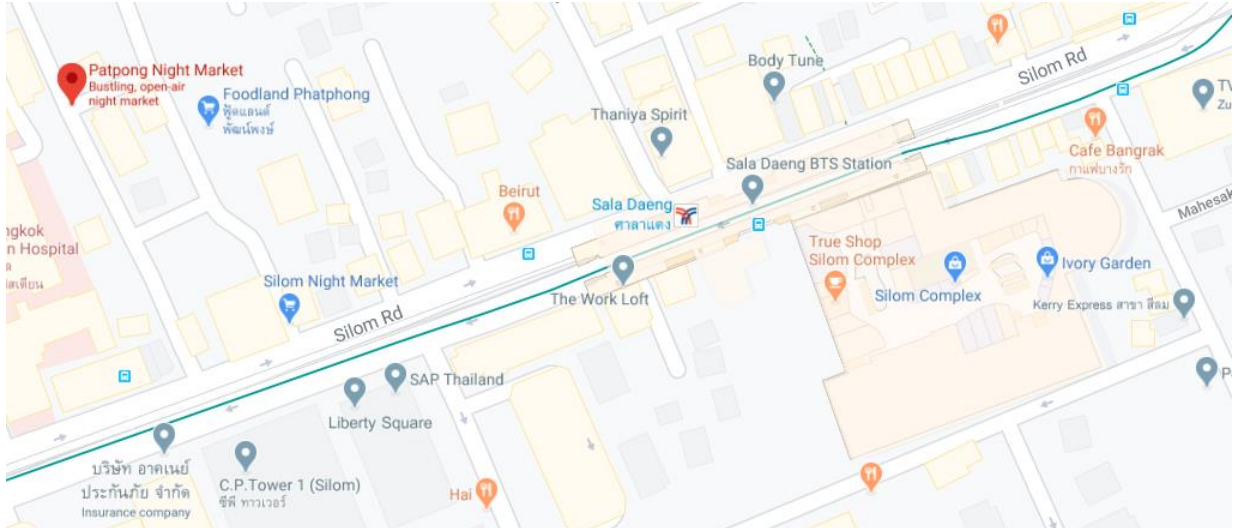 Patpong Night Market
Bustling, open-air
night market
Foodland Phatphong
ฟู้ดแลนด์
พัฒน์พงษ์
Body Tune
Silom Rd
Thaniya Spirit
Sala Daeng BTS Station
Cafe Bangrak
กาแฟบางรัก
Beirut
Sala Daeng
ศาลาแดง
True Shop
Silom Complex
Silom Complex
Ivory Garden
Kerry Express สาขา สีลม
Hospital
Silom Night Market
The Work Loft
Silom Rd
SAP Thailand
Liberty Square
บริษัท อาคเนย์
ประกันภัย จำกัด
Insurance company
C.P.Tower 1 (Silom)
ซีพี ทาวเวอร์
Hai